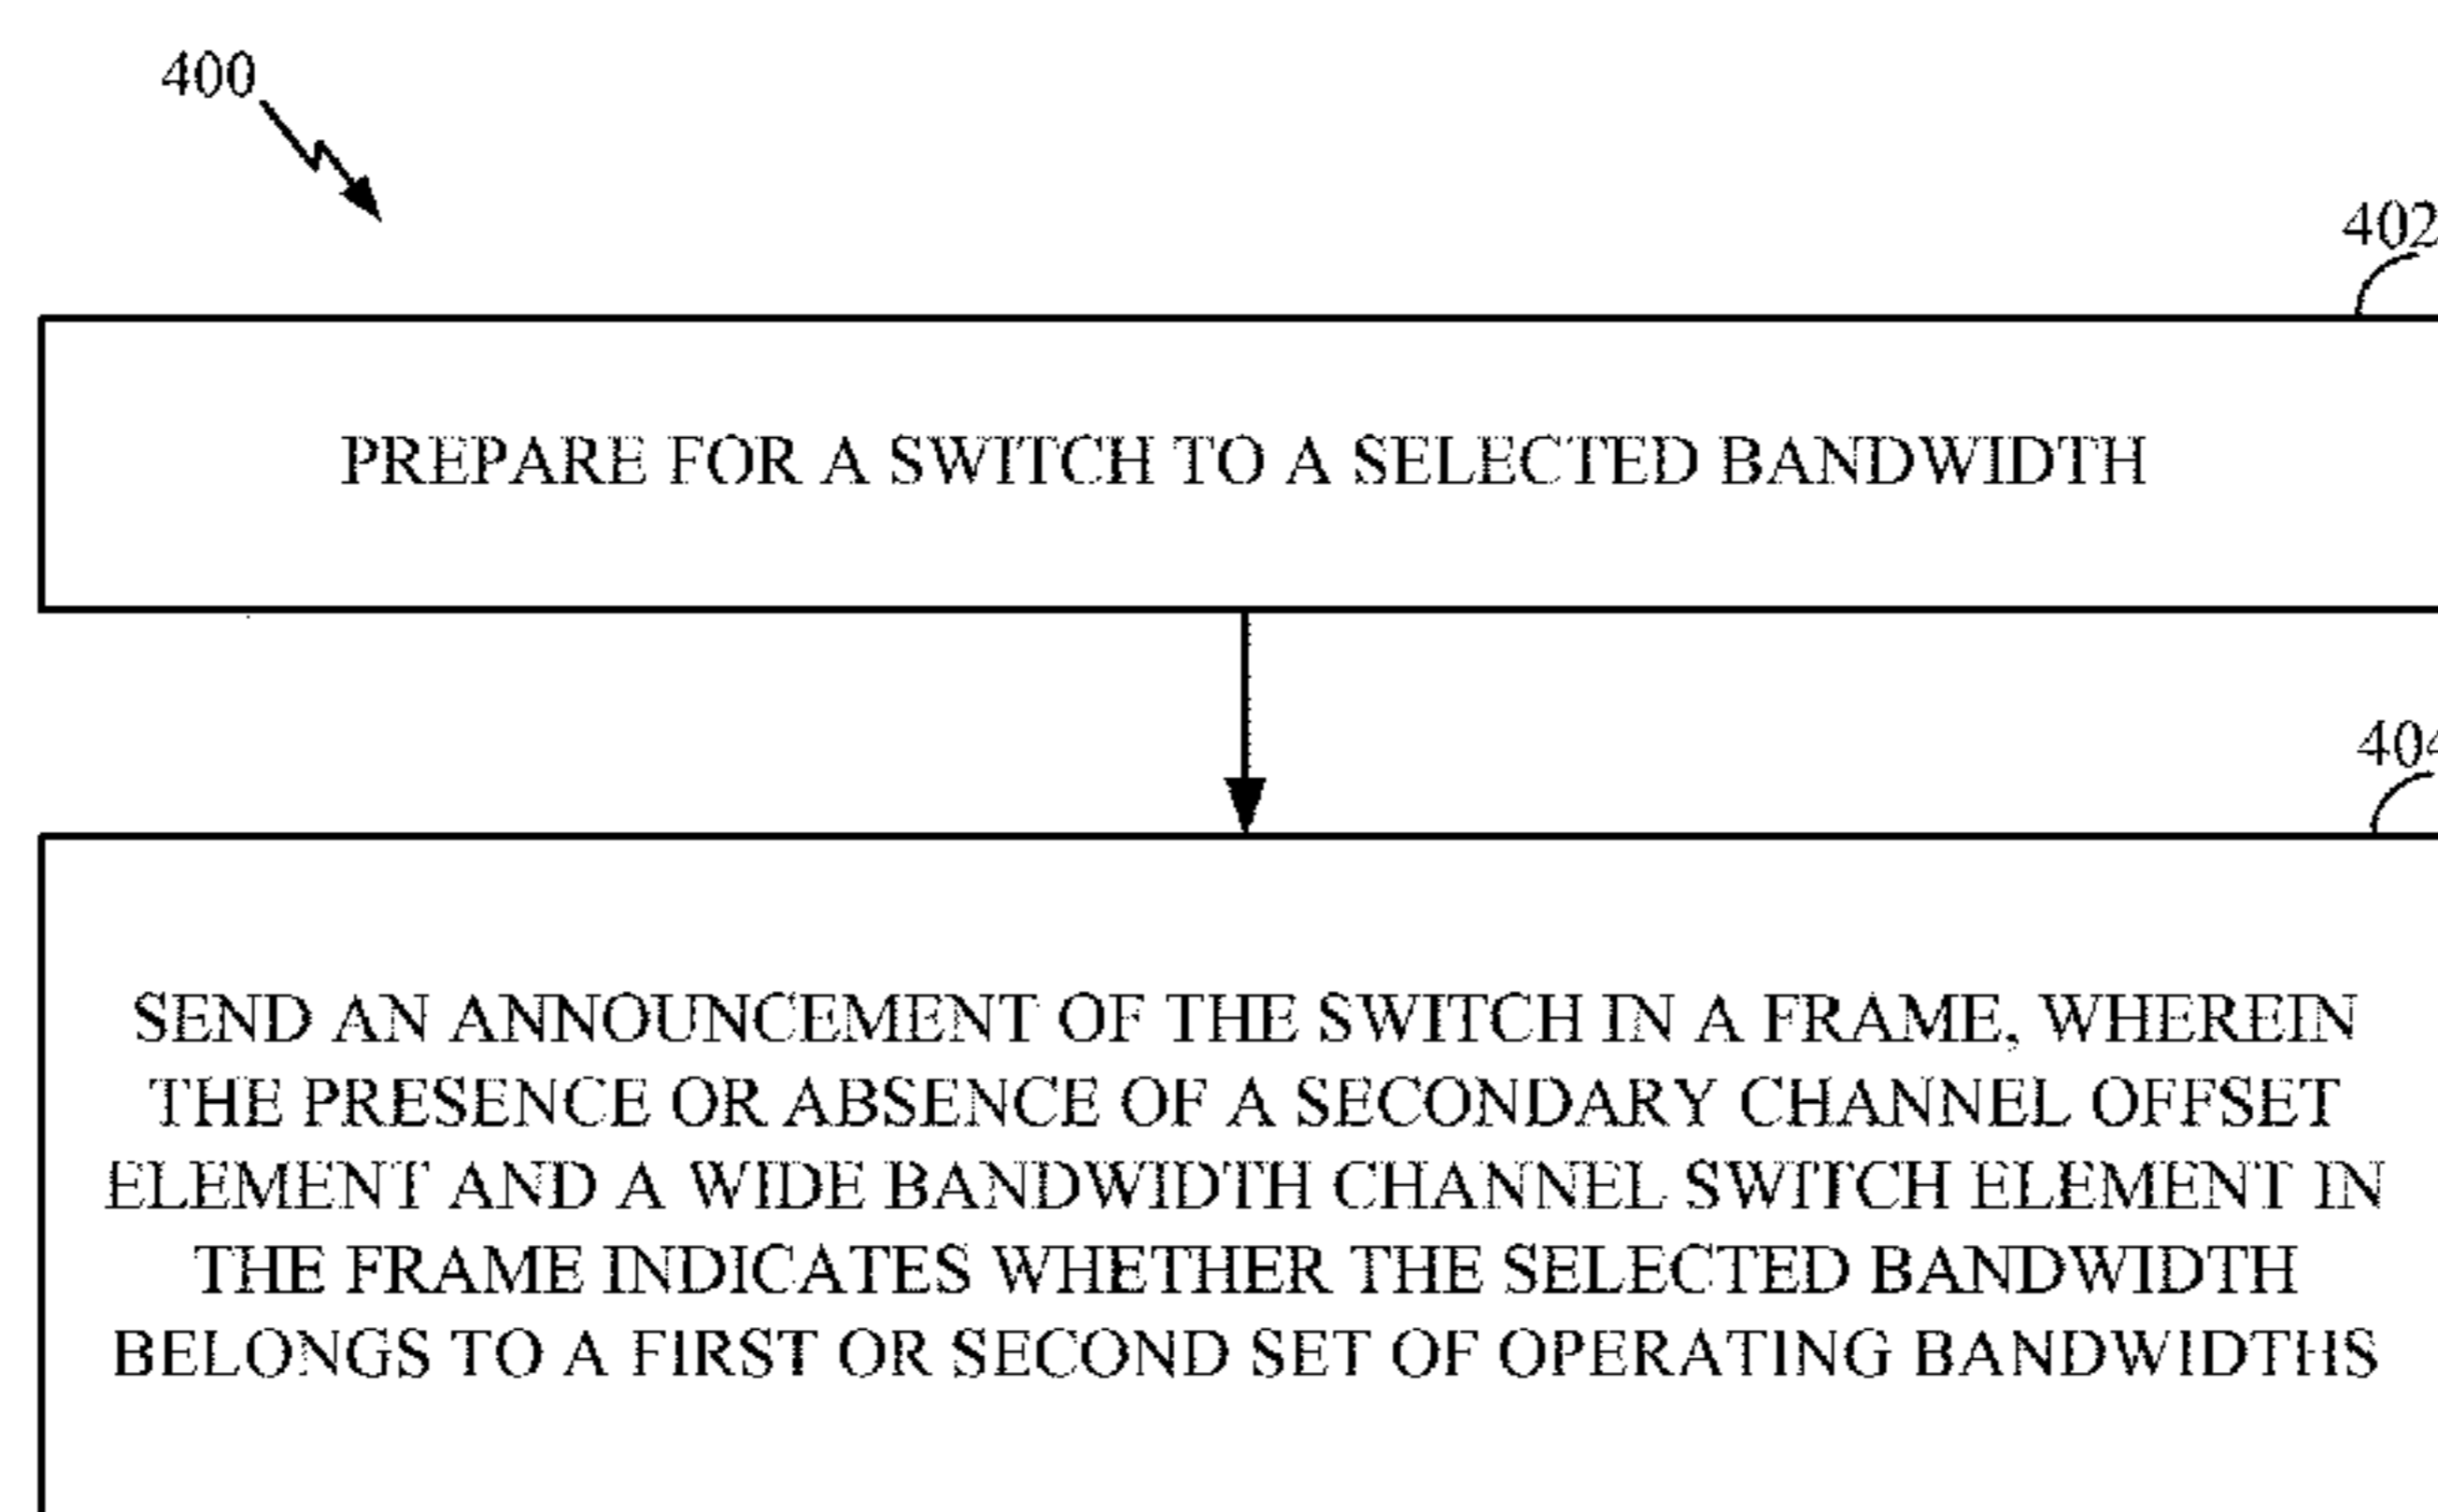 400
402
PREPARE FOR A SWITCH TO A SELECTED BANDWIDTH
404
SEND AN ANNOUNCEMENT OF THE SWITCH IN A FRAME, WHEREIN
THE PRESENCE OR ABSENCE OF A SECONDARY CHANNEL OFFSET
ELEMENT AND A WIDE BANDWIDTH CHANNEL SWITCH ELEMENT IN
THE FRAME INDICATES WHETHER THE SELECTED BANDWIDTH
BELONGS TO A FIRST OR SECOND SET OF OPERATING BANDWIDTHS